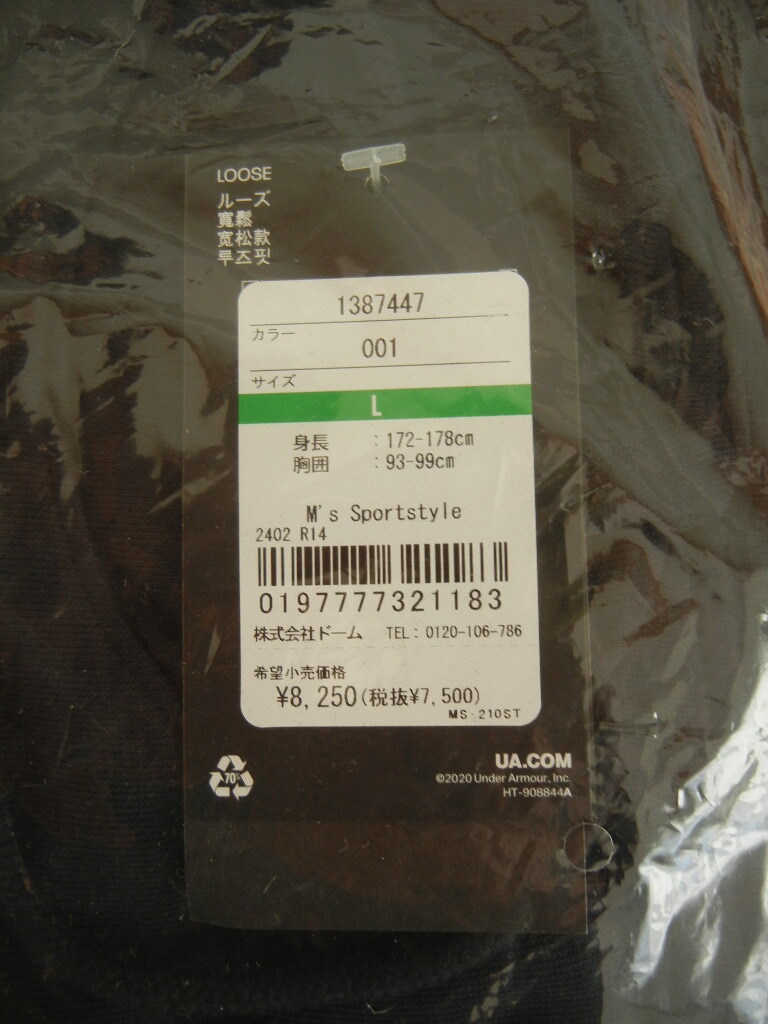 LOOSE
ルーズ
寬鬆
宽松款
루즈핏
1387447
カラー
001
サイズ
L
身長 : 172-178cm
胸囲 : 93-99cm
M's Sportstyle
2402 R14
0197777321183
株式会社ドーム TEL: 0120-106-786
希望小売価格
¥8,250(税抜¥7,500)
MS-210ST
70%
UA.COM
©2020 Under Armour, Inc.
HT-908844A